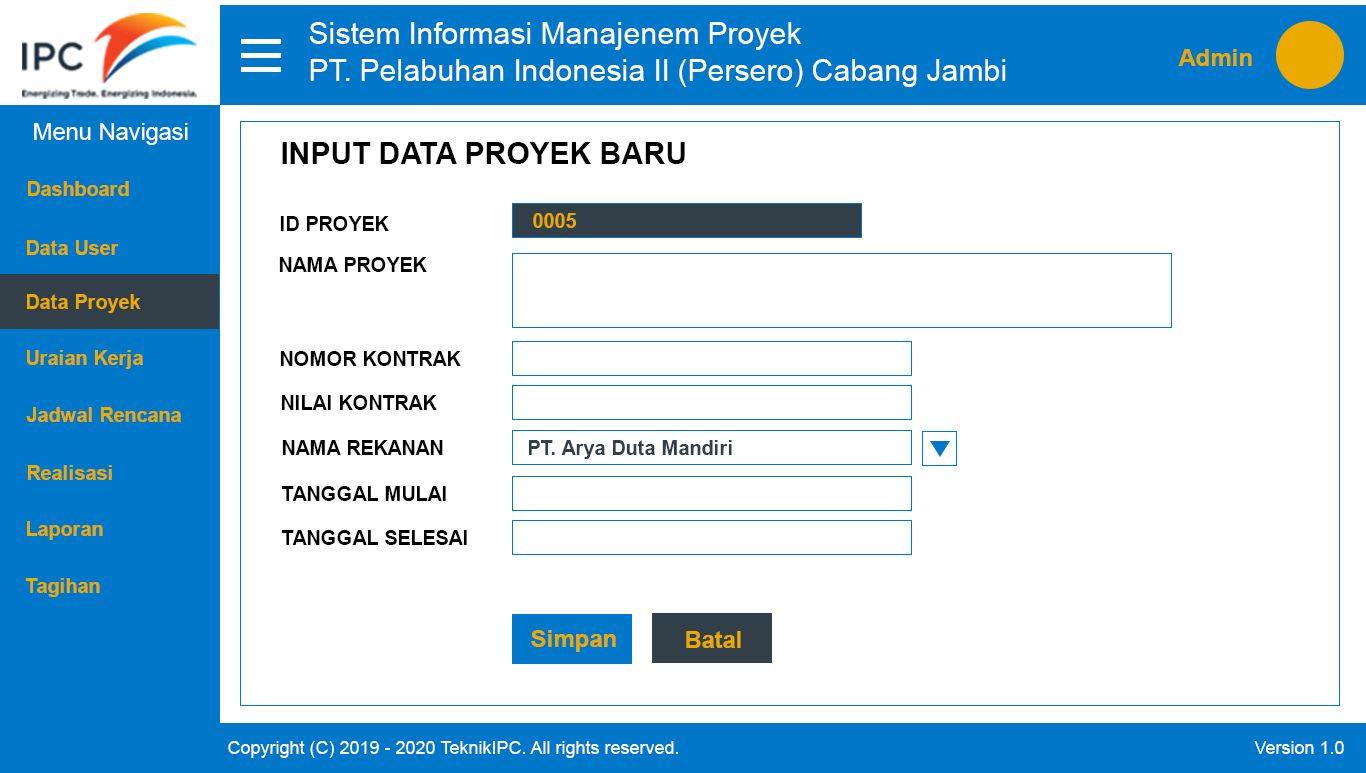 IPC
Energizing Trade. Energizing Indonesia.
Sistem Informasi Manajenem Proyek
PT. Pelabuhan Indonesia II (Persero) Cabang Jambi
Admin
Menu Navigasi
Dashboard
Data User
Data Proyek
Uraian Kerja
Jadwal Rencana
Realisasi
Laporan
Tagihan
INPUT DATA PROYEK BARU
ID PROYEK 0005
NAMA PROYEK
NOMOR KONTRAK
NILAI KONTRAK
NAMA REKANAN PT. Arya Duta Mandiri
TANGGAL MULAI
TANGGAL SELESAI
Simpan Batal
Copyright (C) 2019 - 2020 TeknikIPC. All rights reserved. Version 1.0